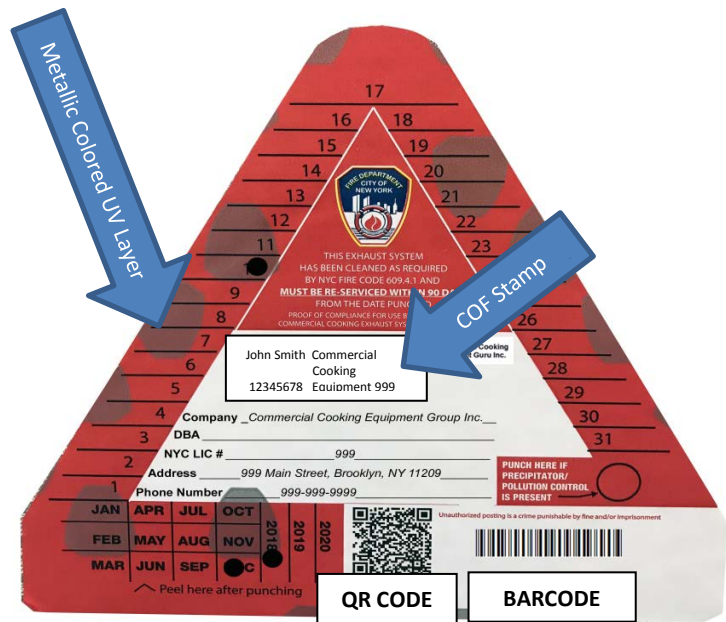 Metallic Colored UV Layer
17
16 18
15 19
14 20
13 21
12 22
11 23
9
8 26
7 27
6 28
5 29
4 30
3 31
2
1
FIRE DEPARTMENT
CITY OF
NEW YORK
THIS EXHAUST SYSTEM
HAS BEEN CLEANED AS REQUIRED
BY NYC FIRE CODE 609.4.1 AND
MUST BE RE-SERVICED WITHIN 90
FROM THE DATE
PROOF OF COMPLIANCE FOR USE
COMMERCIAL COOKING EXHAUST
COF Stamp
John Smith Commercial
Cooking
12345678 Equipment 999
Cooking
Guru Inc.
Company Commercial Cooking Equipment Group Inc.
DBA
NYC LIC # 999
Address 999 Main Street, Brooklyn, NY 11209
Phone Number 999-999-9999
PUNCH HERE IF
PRECIPITATOR/
POLLUTION CONTROL
IS PRESENT
JAN APR JUL OCT
FEB MAY AUG NOV
MAR JUN SEP
2018
2019
2020
Unauthorized posting is a crime punishable by fine and/or imprisonment
Peel here after punching
QR CODE
BARCODE